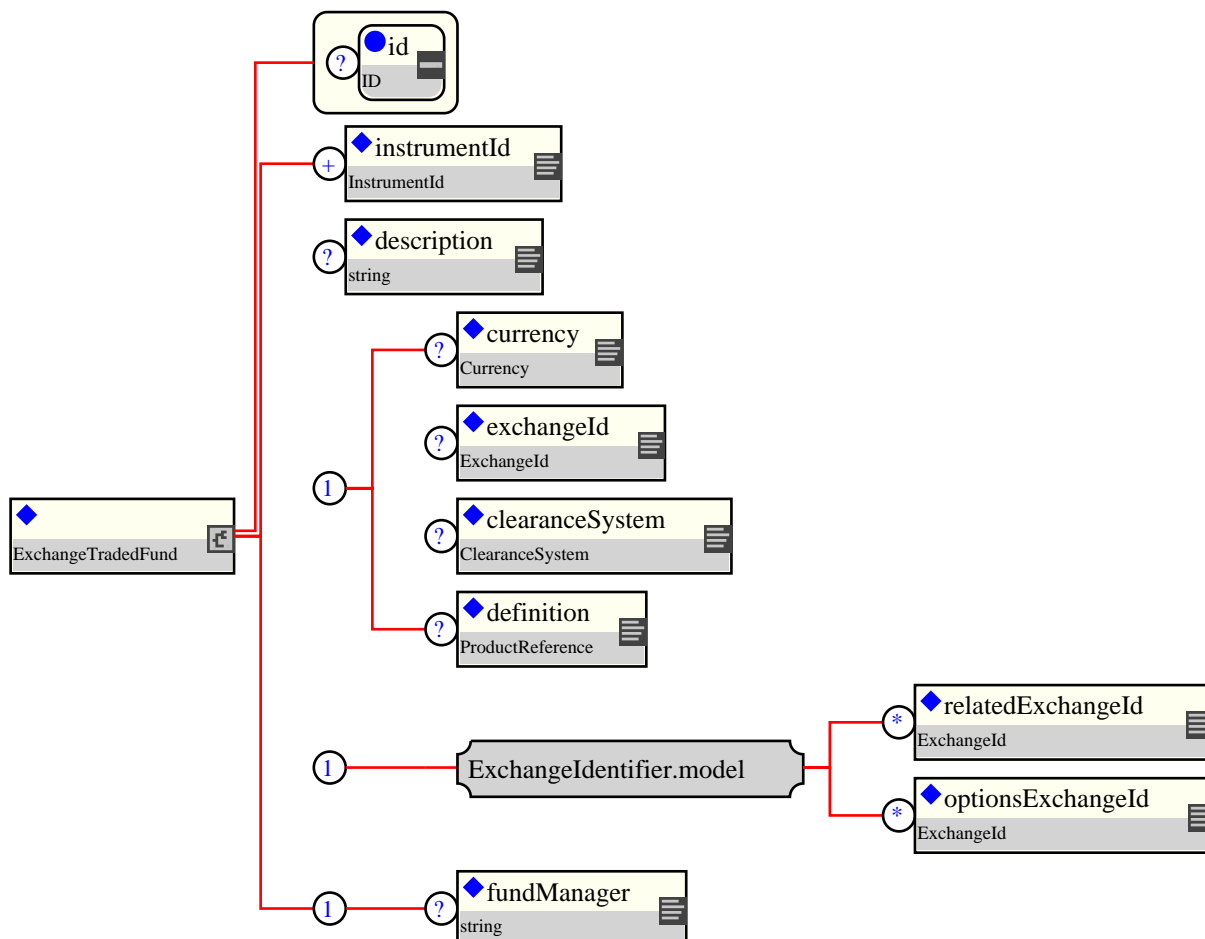 ?
id
ID
+
instrumentId
InstrumentId
?
description
string
?
currency
Currency
?
exchangeId
ExchangeId
1
ExchangeTradedFund
?
clearanceSystem
ClearanceSystem
?
definition
ProductReference
1
ExchangeIdentifier.model
*
relatedExchangeId
ExchangeId
*
optionsExchangeId
ExchangeId
1
?
fundManager
string